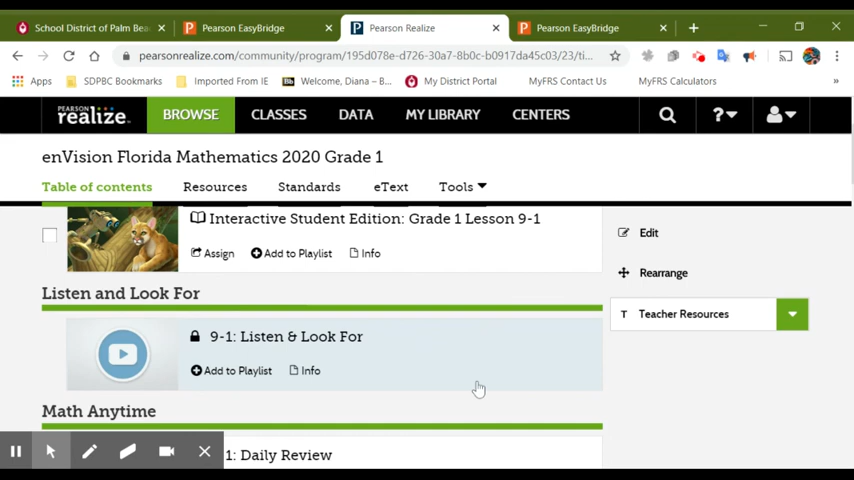 School District of Palm Bea
Pearson EasyBridge
Pearson Realize
Pearson EasyBridge
pearsonrealize.com/community/program/195d078e-d726-30a7-8b0c-b0917da45c03/23/ti...
Apps
SDPBC Bookmarks
Imported From IE
Bb Welcome, Diana – B...
My District Portal
MyFRS Contact Us
MyFRS Calculators
»
PEARSON
realize™
BROWSE
CLASSES
DATA
MY LIBRARY
CENTERS
?
enVision Florida Mathematics 2020 Grade 1
Table of contents
Resources
Standards
eText
Tools
Interactive Student Edition: Grade 1 Lesson 9-1
Assign
Add to Playlist
Info
Edit
Rearrange
T Teacher Resources
Listen and Look For
9-1: Listen & Look For
Add to Playlist
Info
Math Anytime
1: Daily Review